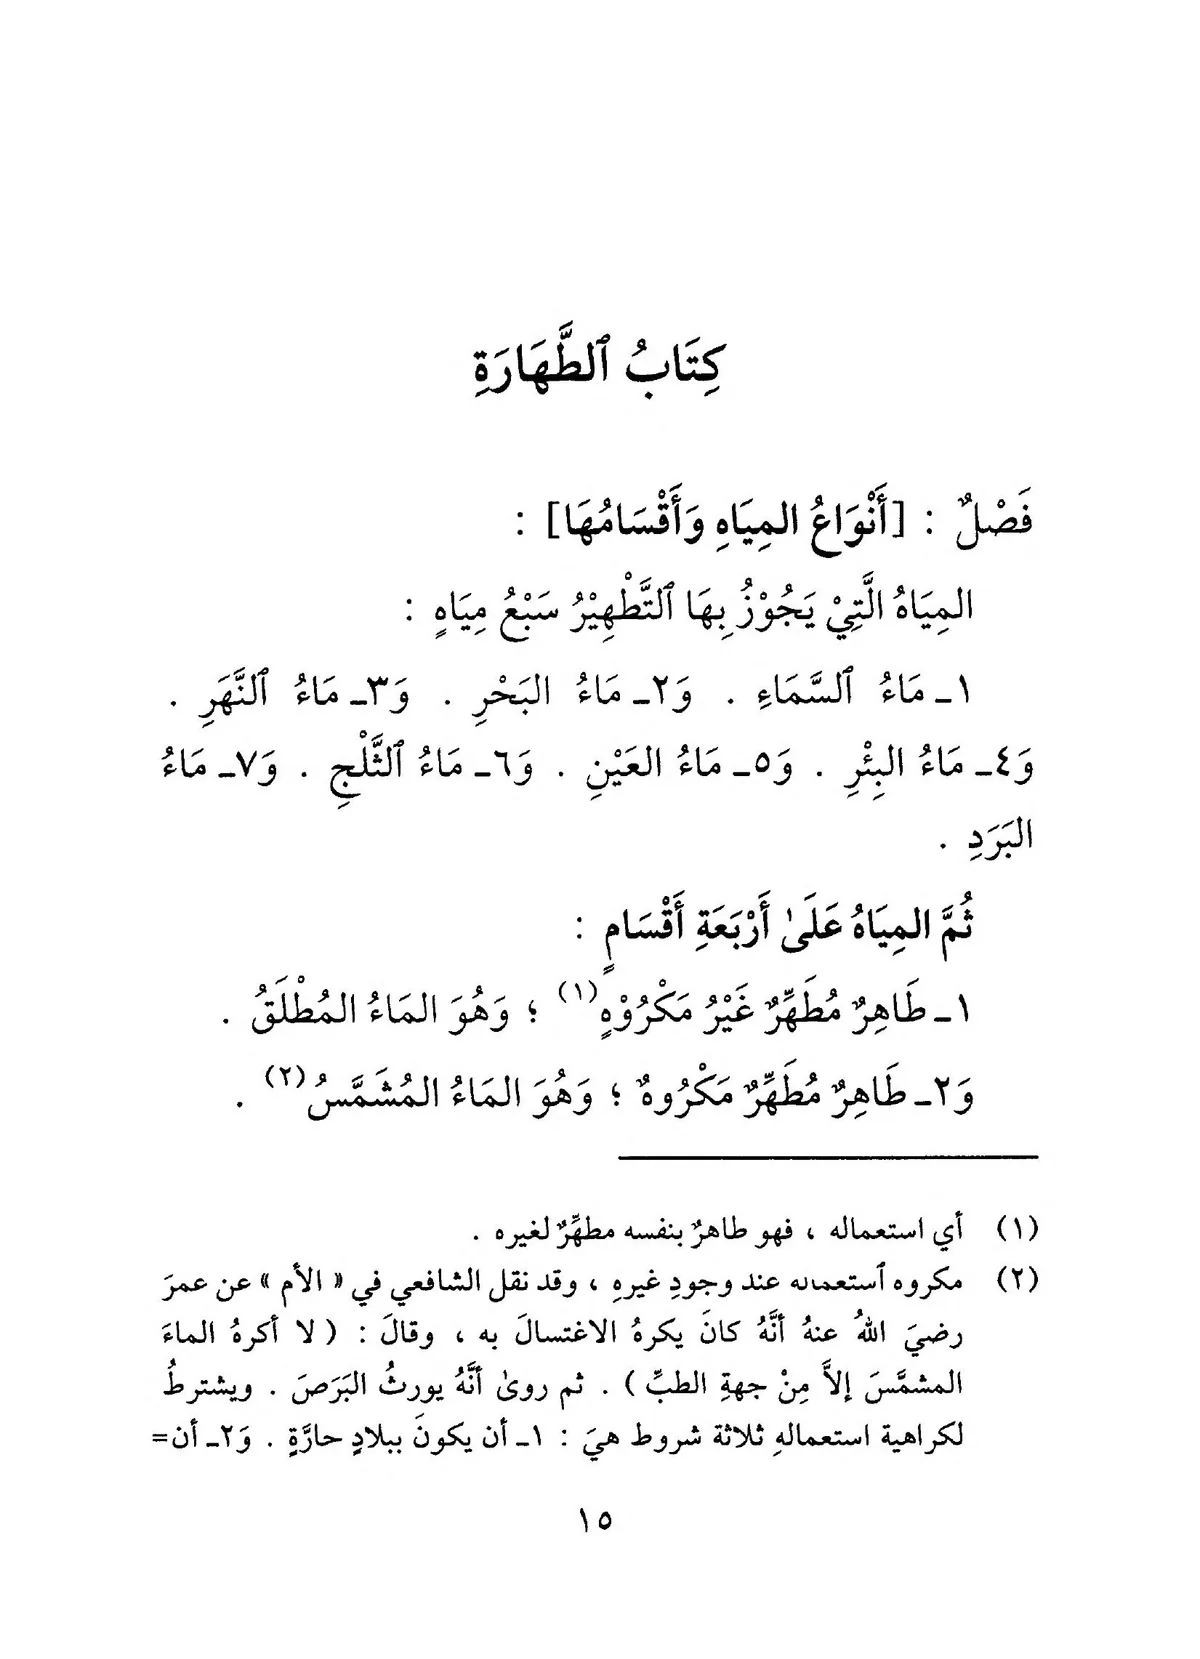 كِتَابُ ٱلطَّهَارَةِ
فَصْلٌ : [أَنْوَاعُ المِيَاهِ وَأَقْسَامُهَا] :
المِيَاهُ الَّتِيْ يَجُوْزُ بِهَا ٱلتَّطْهِيْرُ سَبْعُ مِيَاهٍ :
١ـ مَاءُ ٱلسَّمَاءِ . وَ٢ـ مَاءُ البَحْرِ . وَ٣ـ مَاءُ ٱلنَّهَرِ .
وَ٤ـ مَاءُ البِئْرِ . وَ٥ـ مَاءُ العَيْنِ . وَ٦ـ مَاءُ ٱلثَّلْجِ . وَ٧ـ مَاءُ
البَرَدِ .
ثُمَّ المِيَاهُ عَلَىٰ أَرْبَعَةِ أَقْسَامٍ :
١ـ طَاهِرٌ مُطَهِّرٌ غَيْرُ مَكْرُوْهٍ(١) ؛ وَهُوَ المَاءُ المُطْلَقُ .
وَ٢ـ طَاهِرٌ مُطَهِّرٌ مَكْرُوهٌ ؛ وَهُوَ المَاءُ المُشَمَّسُ(٢) .
(١) أي استعماله ، فهو طاهرٌ بنفسه مطهِّرٌ لغيره .
(٢) مكروه ٱستعماله عند وجودِ غيرهِ ، وقد نقل الشافعي في « الأم » عن عمرَ
رضيَ اللهُ عنهُ أنَّهُ كانَ يكرهُ الاغتسالَ به ، وقالَ : ( لا أكرهُ الماءَ
المشمَّسَ إلاَّ مِنْ جهةِ الطبِّ ) . ثم روىٰ أنَّهُ يورثُ البَرَصَ . ويشترطُ
لكراهية استعمالهِ ثلاثة شروط هيَ : ١ـ أن يكونَ ببلادٍ حارَّةٍ . وَ٢ـ أن=
١٥